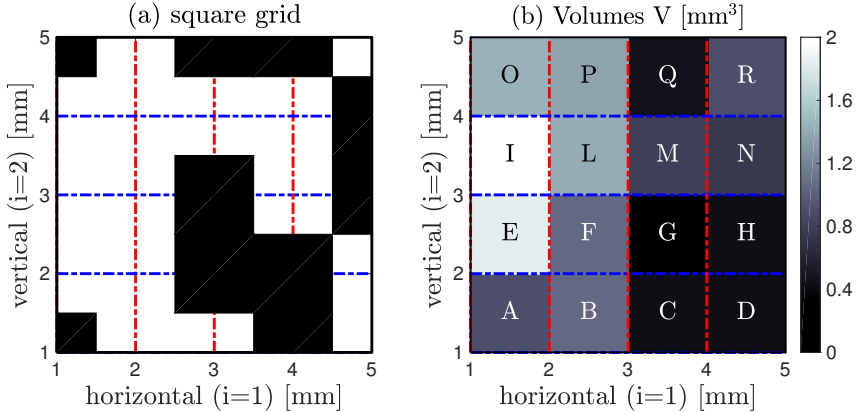 (a) square grid
5
4
3
2
1
vertical (i=2) [mm]
1 2 3 4 5
horizontal (i=1) [mm]
(b) Volumes V [mm³]
5
4
3
2
1
vertical (i=2) [mm]
O P Q R
I L M N
E F G H
A B C D
1 2 3 4 5
horizontal (i=1) [mm]
2
1.6
1.2
0.8
0.4
0